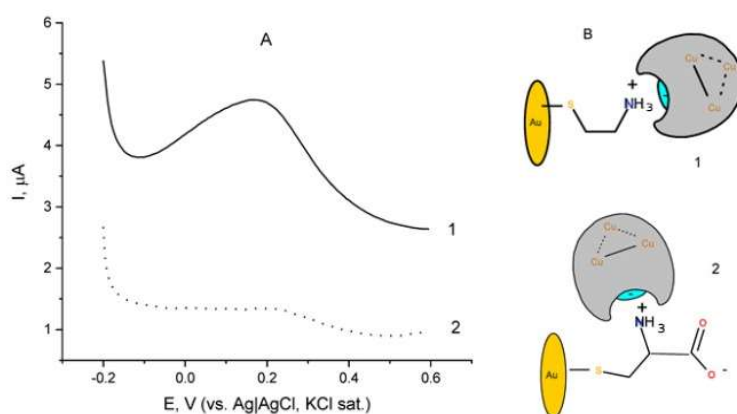 A
I, μA
6
5
4
3
2
1
1
2
-0.2
0.0
0.2
0.4
0.6
E, V (vs. Ag|AgCl, KCl sat.)
B
Au
S
+
NH3
-
Cu
Cu
Cu
1
Cu
Cu
Cu
2
-
+
NH3
Au
S
O
O -